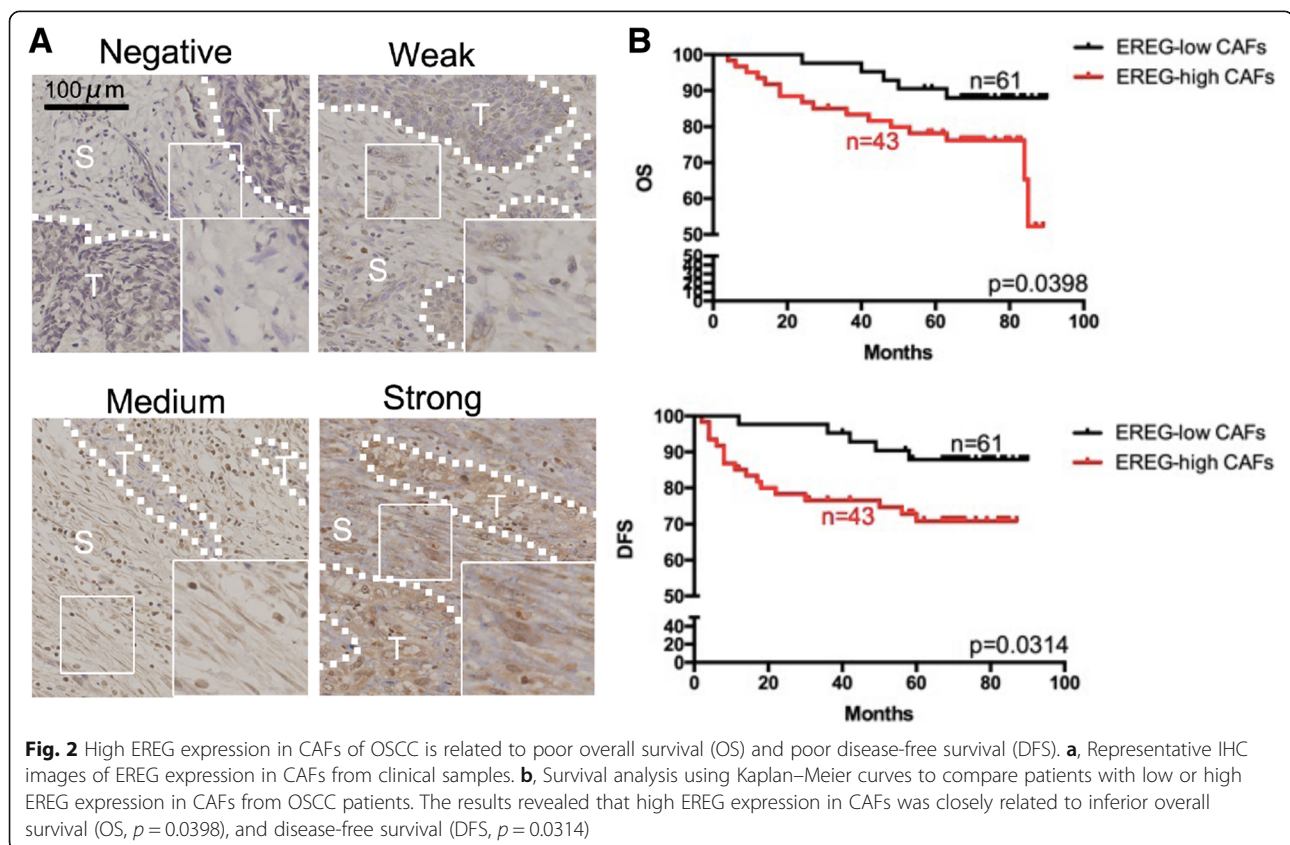 A
Negative
Weak
100 μm
T
S
T
T
S
Medium
Strong
T
T
S
T
S
T
B
100
90
80
70
60
50
50
40
30
20
10
0
OS
n=61
n=43
p=0.0398
0 20 40 60 80 100
Months
EREG-low CAFs
EREG-high CAFs
100
90
80
70
60
50
40
20
0
DFS
n=61
n=43
p=0.0314
0 20 40 60 80 100
Months
EREG-low CAFs
EREG-high CAFs
Fig. 2 High EREG expression in CAFs of OSCC is related to poor overall survival (OS) and poor disease-free survival (DFS). a, Representative IHC
images of EREG expression in CAFs from clinical samples. b, Survival analysis using Kaplan–Meier curves to compare patients with low or high
EREG expression in CAFs from OSCC patients. The results revealed that high EREG expression in CAFs was closely related to inferior overall
survival (OS, p = 0.0398), and disease-free survival (DFS, p = 0.0314)